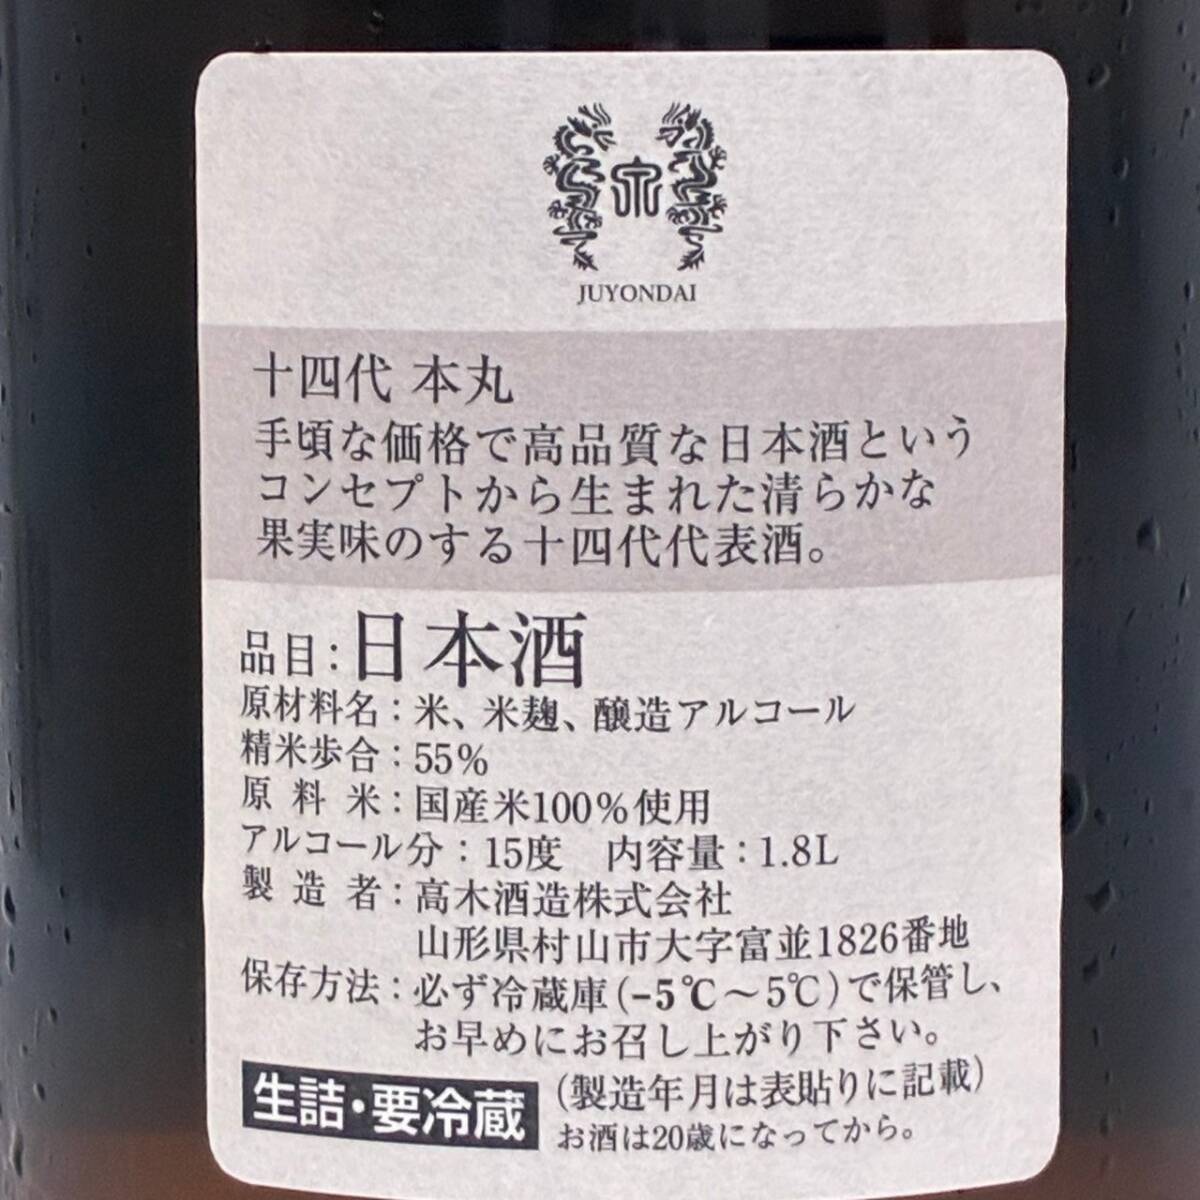 JUYONDAI
十四代 本丸
手頃な価格で高品質な日本酒という
コンセプトから生まれた清らかな
果実味のする十四代代表酒。
品目：日本酒
原材料名：米、米麹、醸造アルコール
精米歩合：55%
原料米：国産米100%使用
アルコール分：15度 内容量：1.8L
製造者：高木酒造株式会社
山形県村山市大字富並1826番地
保存方法：必ず冷蔵庫(-5℃～5℃)で保管し、
お早めにお召し上がり下さい。
生詰・要冷蔵 (製造年月は表貼りに記載)
お酒は20歳になってから。